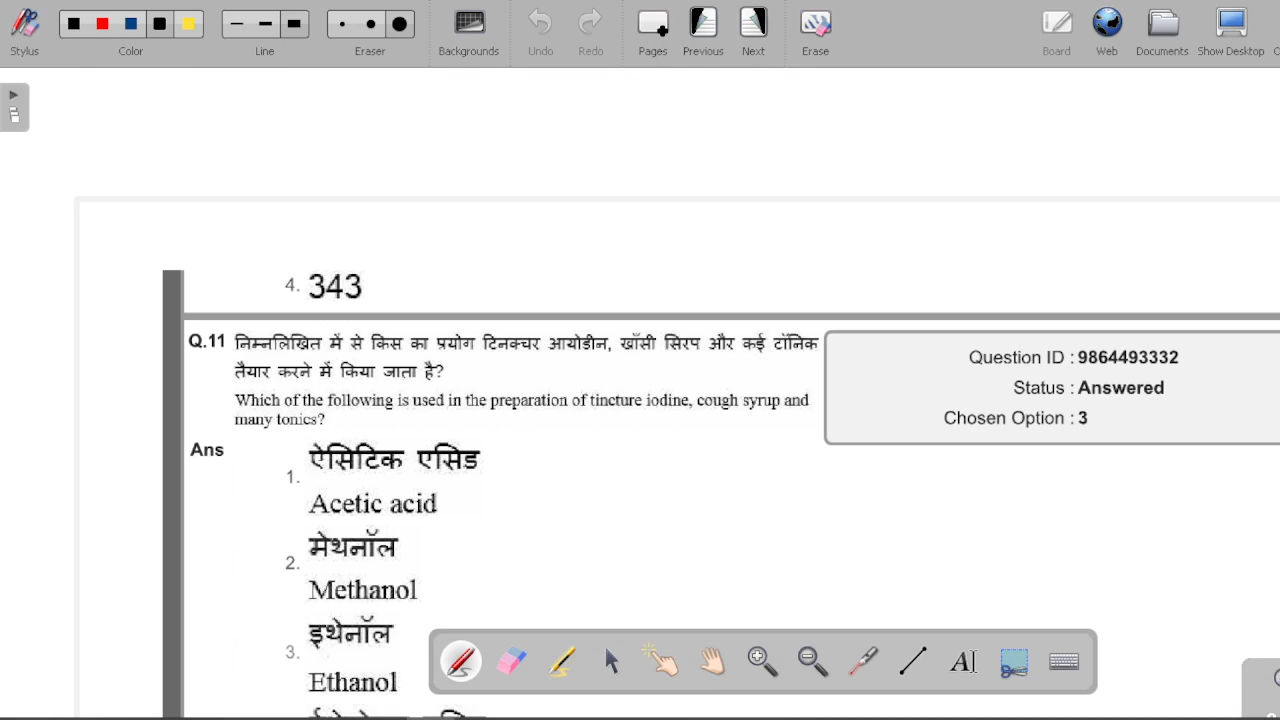 Stylus
Color
Line
Eraser
Backgrounds
Undo
Redo
Pages
Previous
Next
Erase
Board
Web
Documents
Show Desktop
4. 343
Q.11 निम्नलिखित में से किस का प्रयोग टिनक्चर आयोडीन, खाँसी सिरप और कई टॉनिक
तैयार करने में किया जाता है?
Which of the following is used in the preparation of tincture iodine, cough syrup and
many tonics?
Question ID : 9864493332
Status : Answered
Chosen Option : 3
Ans
1. ऐसिटिक एसिड
Acetic acid
2. मेथनॉल
Methanol
3. इथेनॉल
Ethanol